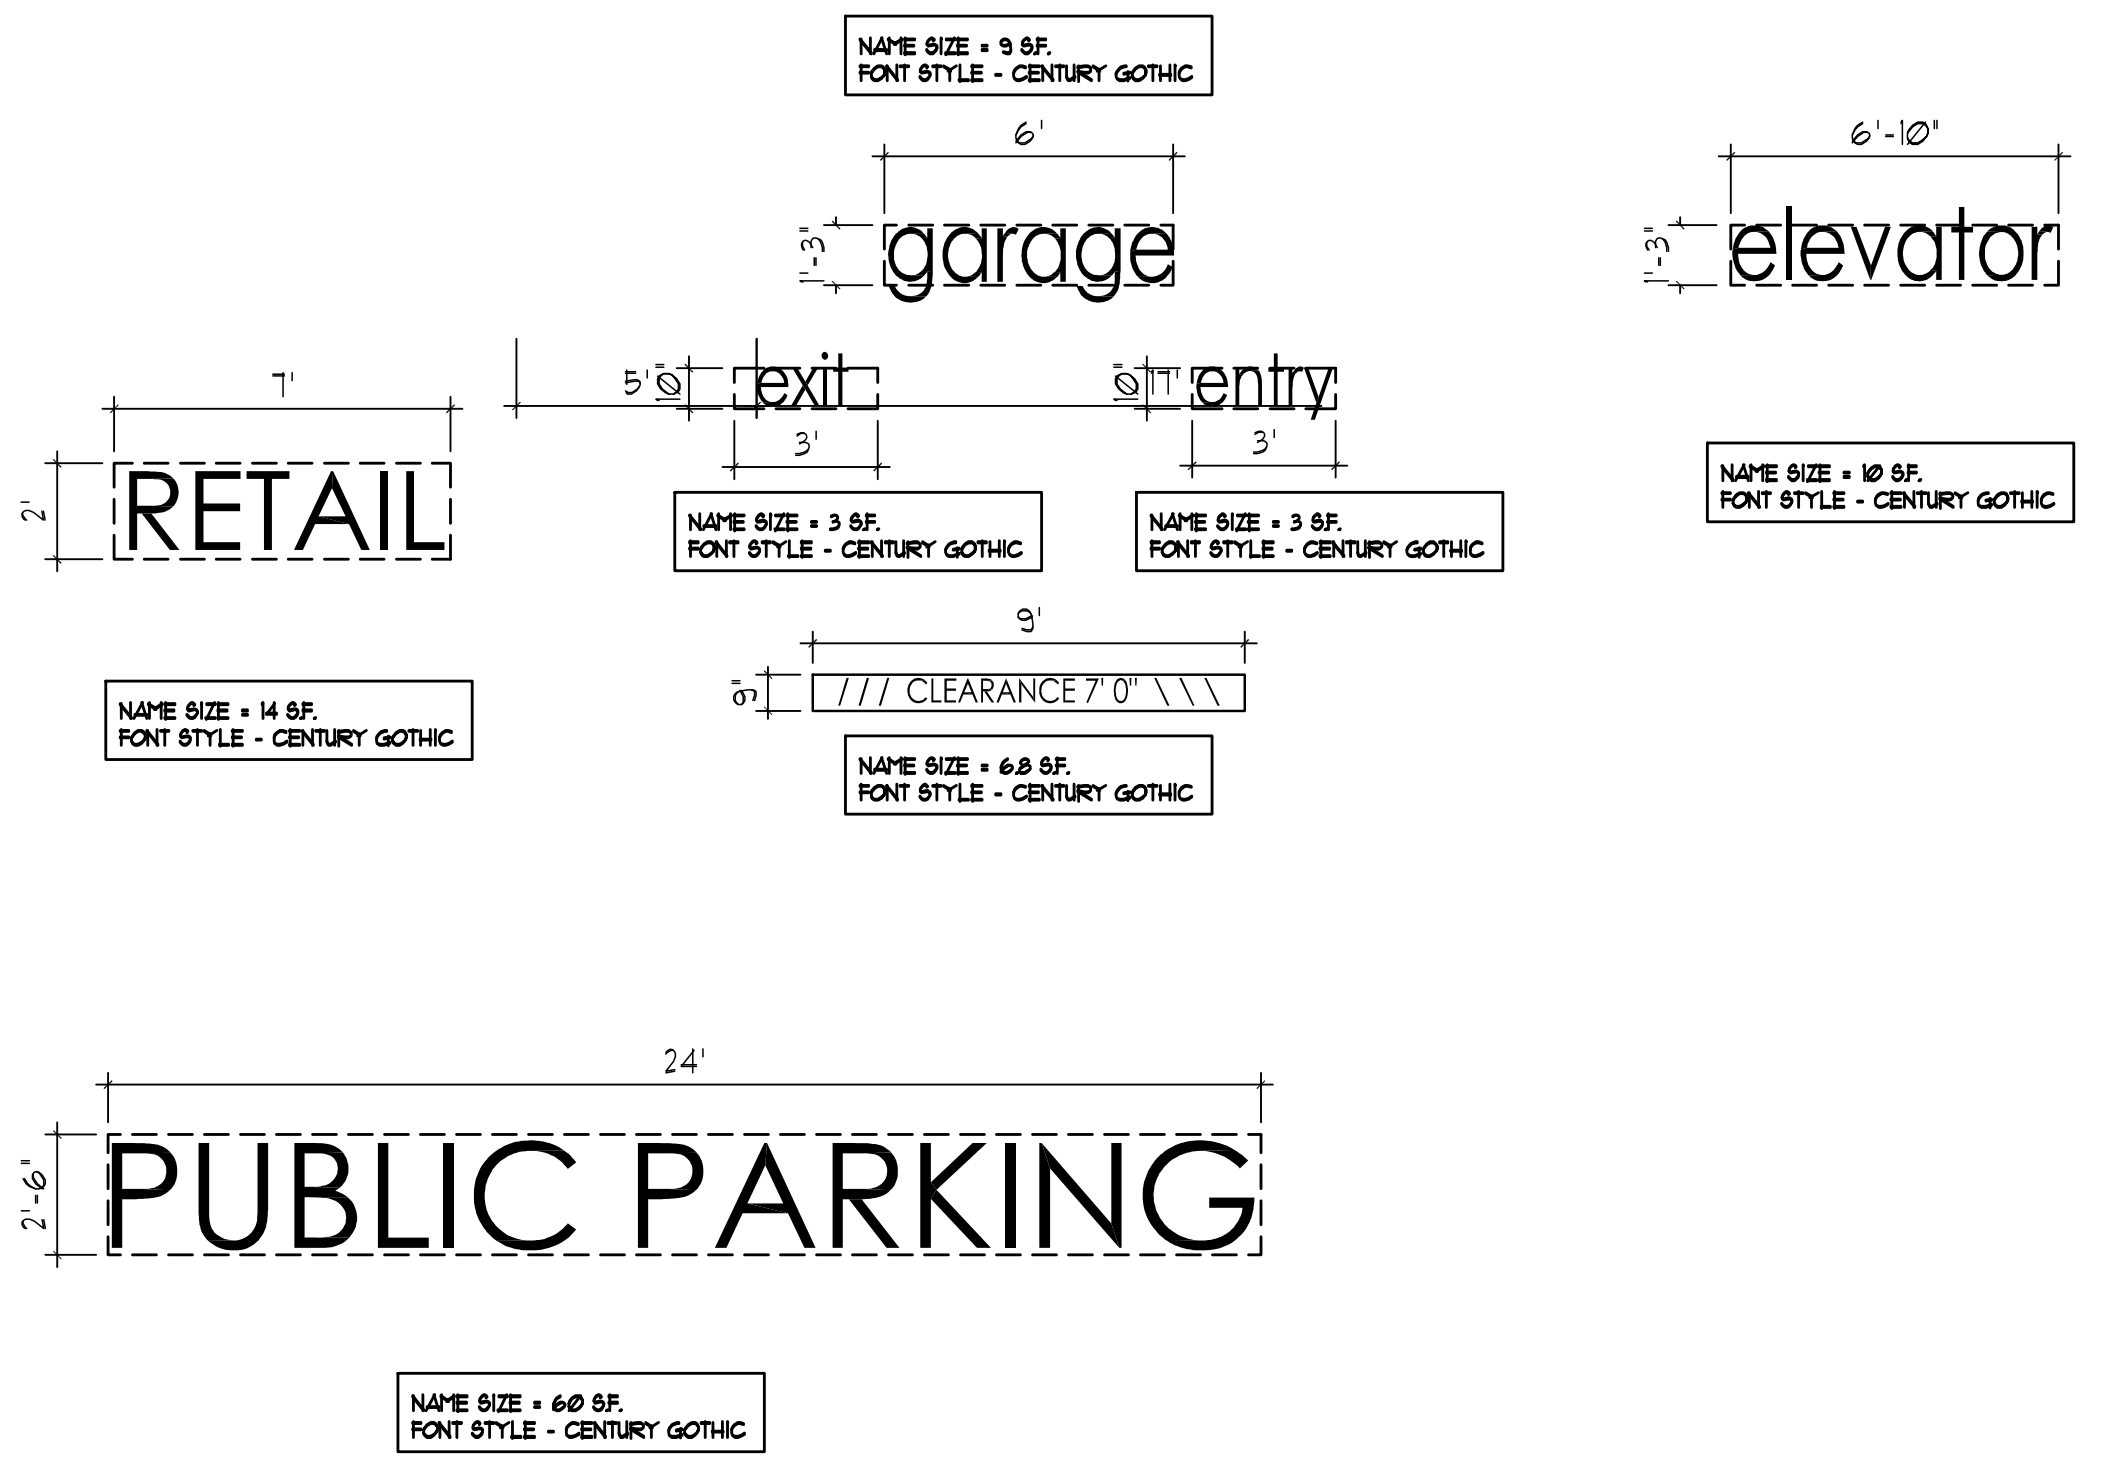 NAME SIZE = 9 S.F.
FONT STYLE - CENTURY GOTHIC
6'
1'-3"
garage
6'-10"
1'-3"
elevator
5'
10"
exit
3'
10"
17'
entry
3'
7'
2'
RETAIL
NAME SIZE = 3 S.F.
FONT STYLE - CENTURY GOTHIC
NAME SIZE = 3 S.F.
FONT STYLE - CENTURY GOTHIC
NAME SIZE = 10 S.F.
FONT STYLE - CENTURY GOTHIC
9'
9"
/ / / CLEARANCE 7' 0" \ \ \
NAME SIZE = 14 S.F.
FONT STYLE - CENTURY GOTHIC
NAME SIZE = 6.8 S.F.
FONT STYLE - CENTURY GOTHIC
24'
2'-6"
PUBLIC PARKING
NAME SIZE = 60 S.F.
FONT STYLE - CENTURY GOTHIC